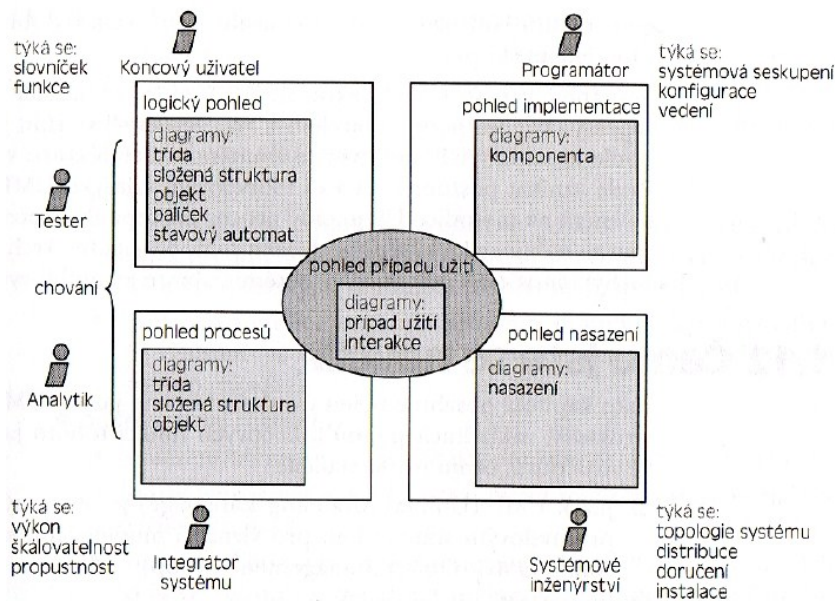 týká se:
slovníček
funkce
Koncový uživatel
Programátor
týká se:
systémová seskupení
konfigurace
vedení
logický pohled
diagramy:
třída
složená struktura
objekt
balíček
stavový automat
pohled implementace
diagramy:
komponenta
Tester
chování
Analytik
pohled případu užití
diagramy:
případ užití
interakce
pohled procesů
diagramy:
třída
složená struktura
objekt
pohled nasazení
diagramy:
nasazení
týká se:
výkon
škálovatelnost
propustnost
Integrátor
systému
Systémové
inženýrství
týká se:
topologie systému
distribuce
doručení
instalace